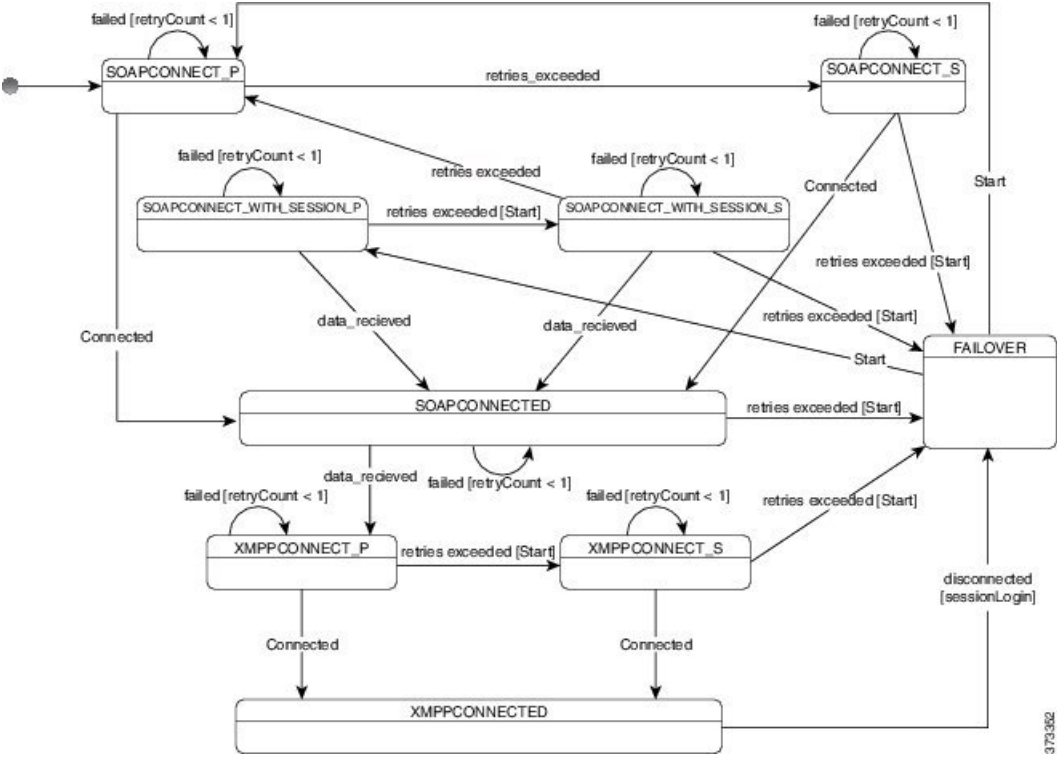 failed [retryCount < 1]
failed [retryCount < 1]
SOAPCONNECT_P
SOAPCONNECT_S
retries_exceeded
failed [retryCount < 1]
failed [retryCount < 1]
retries exceeded
Connected
Start
SOAPCONNECT_WITH_SESSION_P
retries exceeded [Start]
SOAPCONNECT_WITH_SESSION_S
retries exceeded [Start]
data_recieved
data_recieved
retries exceeded [Start]
Connected
FAILOVER
Start
SOAPCONNECTED
retries exceeded [Start]
data_recieved
failed [retryCount < 1]
failed [retryCount < 1]
failed [retryCount < 1]
retries exceeded [Start]
XMPPCONNECT_P
retries exceeded [Start]
XMPPCONNECT_S
disconnected
[sessionLogin]
Connected
Connected
XMPPCONNECTED
373362